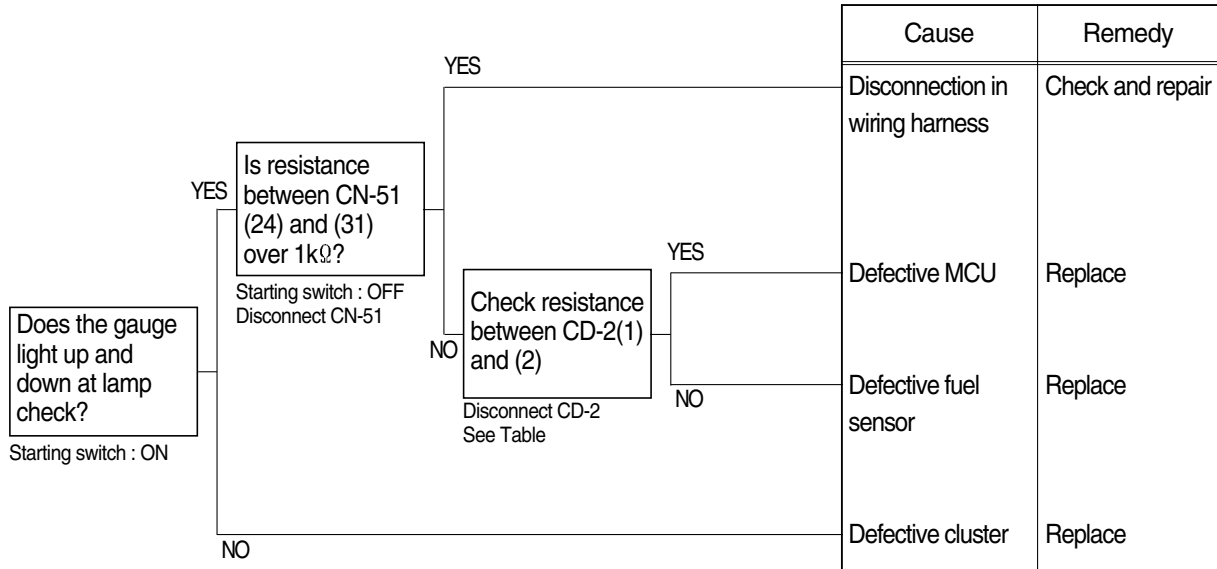 Cause
Remedy
YES
Disconnection in
wiring harness
Check and repair
YES
Is resistance
between CN-51
(24) and (31)
over 1kΩ?
Starting switch : OFF
Disconnect CN-51
YES
Defective MCU
Replace
NO
Check resistance
between CD-2(1)
and (2)
Disconnect CD-2
See Table
NO
Defective fuel
sensor
Replace
Does the gauge
light up and
down at lamp
check?
Starting switch : ON
NO
Defective cluster
Replace